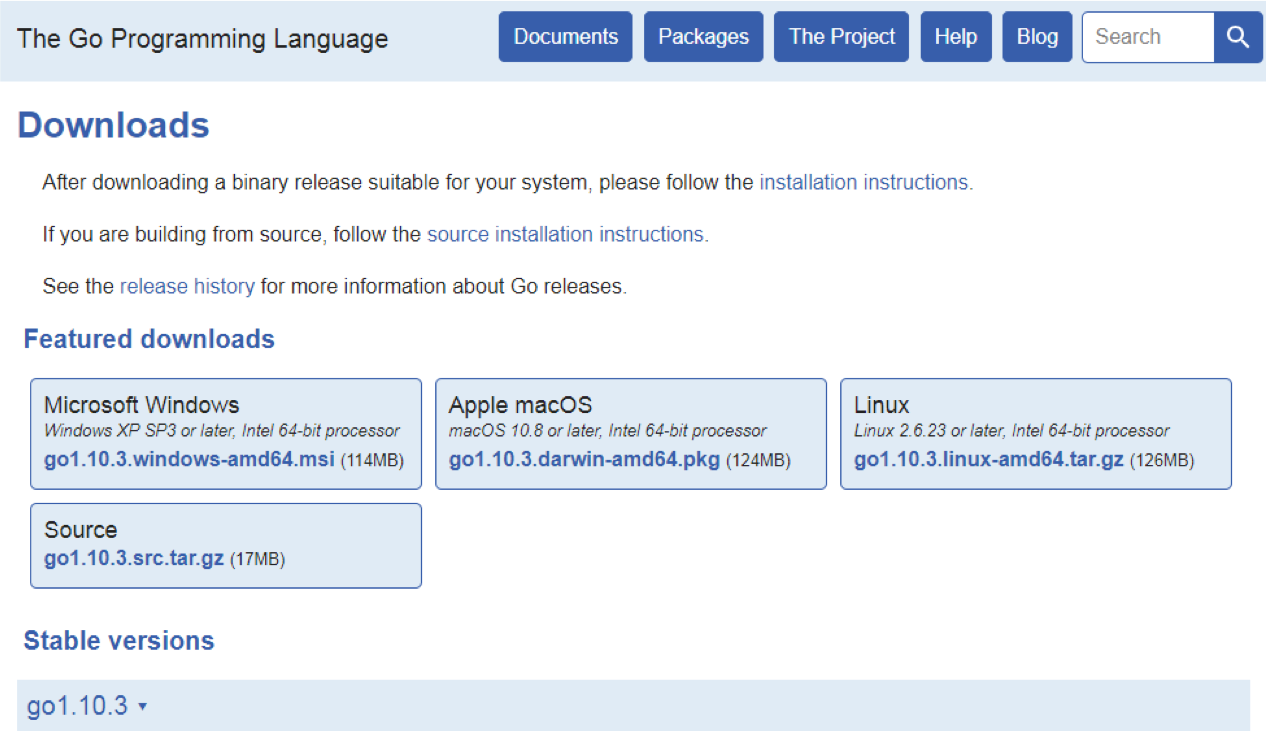 The Go Programming Language Documents Packages The Project Help Blog Search
Downloads
After downloading a binary release suitable for your system, please follow the installation instructions.
If you are building from source, follow the source installation instructions.
See the release history for more information about Go releases.
Featured downloads
Microsoft Windows
Windows XP SP3 or later, Intel 64-bit processor
go1.10.3.windows-amd64.msi (114MB)
Apple macOS
macOS 10.8 or later, Intel 64-bit processor
go1.10.3.darwin-amd64.pkg (124MB)
Linux
Linux 2.6.23 or later, Intel 64-bit processor
go1.10.3.linux-amd64.tar.gz (126MB)
Source
go1.10.3.src.tar.gz (17MB)
Stable versions
go1.10.3 ▾